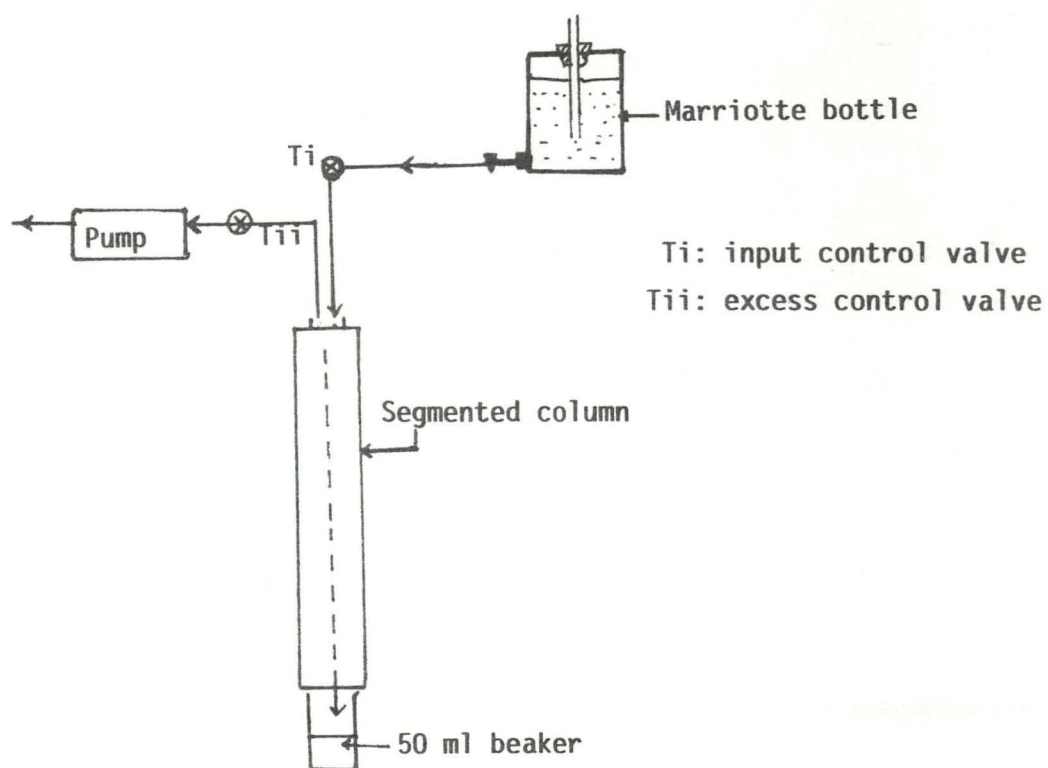 Marriotte bottle
Ti
Pump
Tii
Ti: input control valve
Tii: excess control valve
Segmented column
50 ml beaker